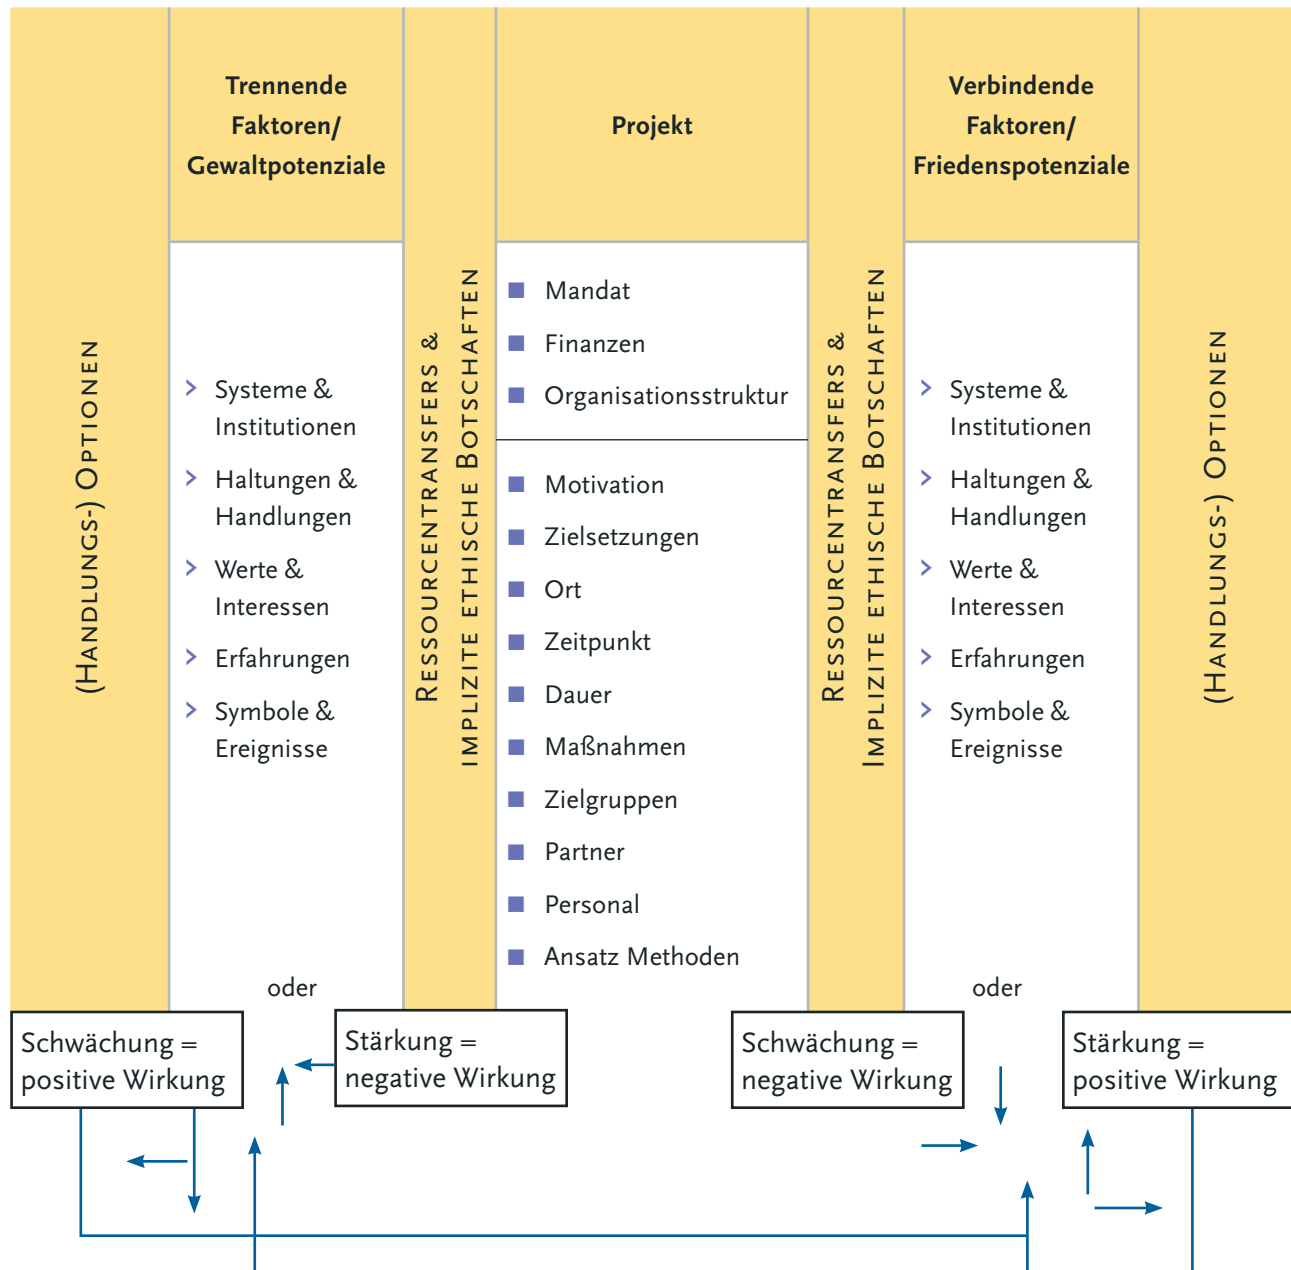 Trennende
Faktoren/
Gewaltpotenziale
Projekt
Verbindende
Faktoren/
Friedenspotenziale
(Handlungs-) Optionen
> Systeme &
Institutionen
> Haltungen &
Handlungen
> Werte &
Interessen
> Erfahrungen
> Symbole &
Ereignisse
oder
Ressourcentransfers &
implizite ethische Botschaften
■ Mandat
■ Finanzen
■ Organisationsstruktur
■ Motivation
■ Zielsetzungen
■ Ort
■ Zeitpunkt
■ Dauer
■ Maßnahmen
■ Zielgruppen
■ Partner
■ Personal
■ Ansatz Methoden
Ressourcentransfers &
Implizite ethische Botschaften
> Systeme &
Institutionen
> Haltungen &
Handlungen
> Werte &
Interessen
> Erfahrungen
> Symbole &
Ereignisse
oder
(Handlungs-) Optionen
Schwächung =
positive Wirkung
Stärkung =
negative Wirkung
Schwächung =
negative Wirkung
Stärkung =
positive Wirkung